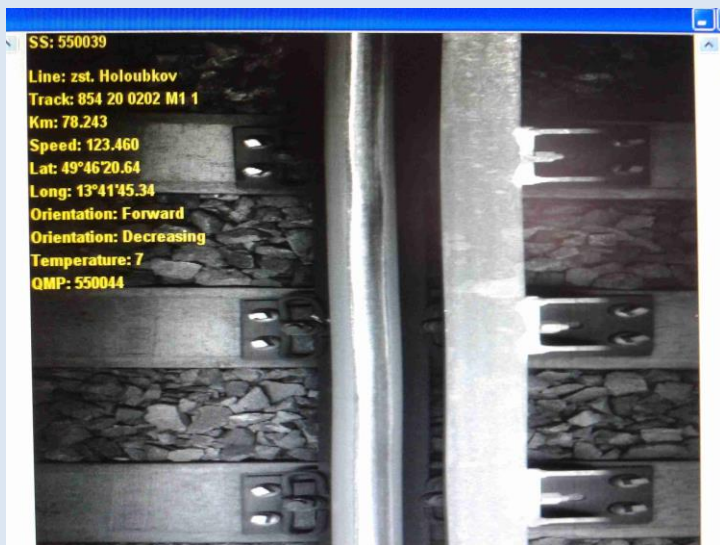 SS: 550039
Line: zst. Holoubkov
Track: 854 20 0202 M1 1
Km: 78.243
Speed: 123.460
Lat: 49°46'20.64
Long: 13°41'45.34
Orientation: Forward
Orientation: Decreasing
Temperature: 7
QMP: 550044